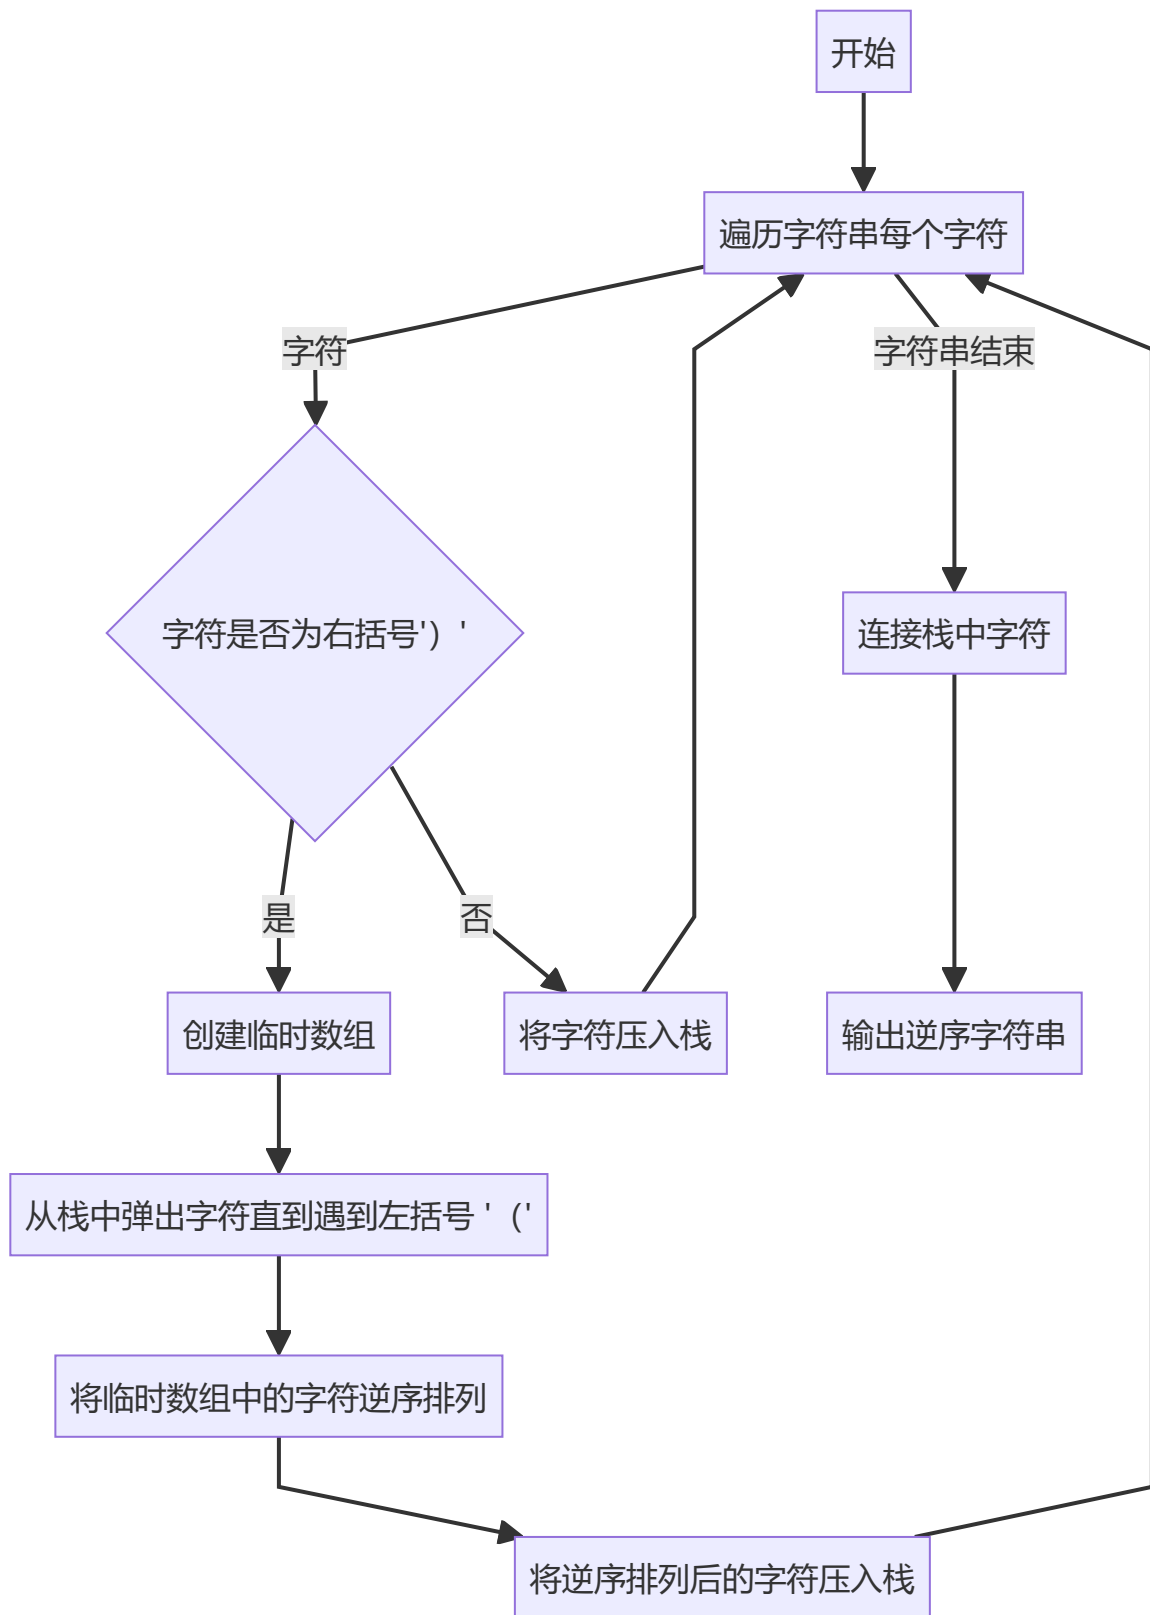 开始
遍历字符串每个字符
字符
字符串结束
字符是否为右括号'）'
连接栈中字符
是
否
创建临时数组
将字符压入栈
输出逆序字符串
从栈中弹出字符直到遇到左括号 '（'
将临时数组中的字符逆序排列
将逆序排列后的字符压入栈